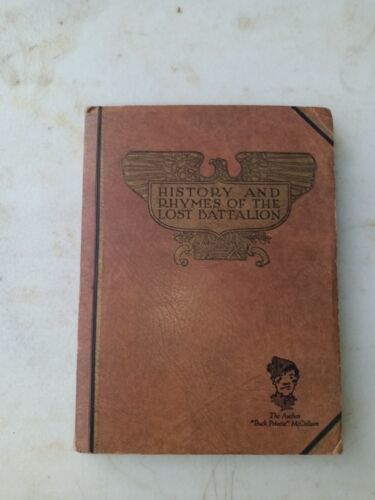 HISTORY AND
RHYMES OF THE
LOST BATTALION
The Author
"Buck Private" McCollum